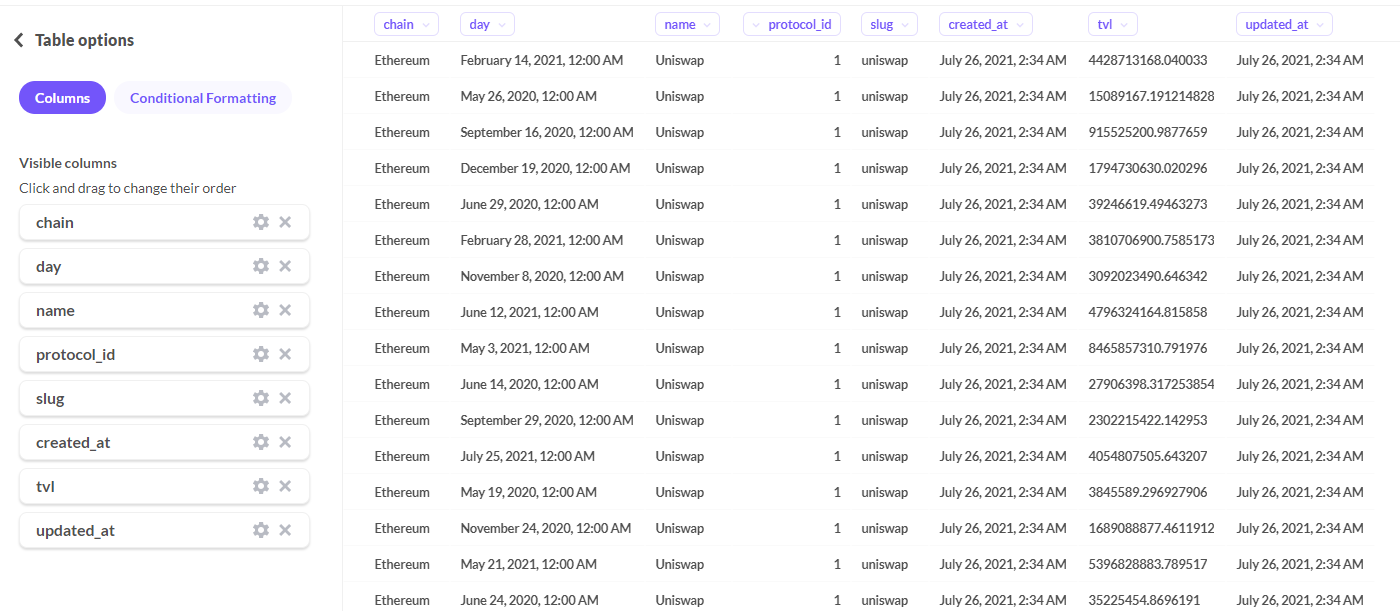 Table options
Columns Conditional Formatting
Visible columns
Click and drag to change their order
chain
day
name
protocol_id
slug
created_at
tvl
updated_at
chain day name protocol_id slug created_at tvl updated_at
Ethereum February 14, 2021, 12:00 AM Uniswap 1 uniswap July 26, 2021, 2:34 AM 4428713168.040033 July 26, 2021, 2:34 AM
Ethereum May 26, 2020, 12:00 AM Uniswap 1 uniswap July 26, 2021, 2:34 AM 15089167.191214828 July 26, 2021, 2:34 AM
Ethereum September 16, 2020, 12:00 AM Uniswap 1 uniswap July 26, 2021, 2:34 AM 915525200.9877659 July 26, 2021, 2:34 AM
Ethereum December 19, 2020, 12:00 AM Uniswap 1 uniswap July 26, 2021, 2:34 AM 1794730630.020296 July 26, 2021, 2:34 AM
Ethereum June 29, 2020, 12:00 AM Uniswap 1 uniswap July 26, 2021, 2:34 AM 39246619.49463273 July 26, 2021, 2:34 AM
Ethereum February 28, 2021, 12:00 AM Uniswap 1 uniswap July 26, 2021, 2:34 AM 3810706900.7585173 July 26, 2021, 2:34 AM
Ethereum November 8, 2020, 12:00 AM Uniswap 1 uniswap July 26, 2021, 2:34 AM 3092023490.646342 July 26, 2021, 2:34 AM
Ethereum June 12, 2021, 12:00 AM Uniswap 1 uniswap July 26, 2021, 2:34 AM 4796324164.815858 July 26, 2021, 2:34 AM
Ethereum May 3, 2021, 12:00 AM Uniswap 1 uniswap July 26, 2021, 2:34 AM 8465857310.791976 July 26, 2021, 2:34 AM
Ethereum June 14, 2020, 12:00 AM Uniswap 1 uniswap July 26, 2021, 2:34 AM 27906398.317253854 July 26, 2021, 2:34 AM
Ethereum September 29, 2020, 12:00 AM Uniswap 1 uniswap July 26, 2021, 2:34 AM 2302215422.142953 July 26, 2021, 2:34 AM
Ethereum July 25, 2021, 12:00 AM Uniswap 1 uniswap July 26, 2021, 2:34 AM 4054807505.643207 July 26, 2021, 2:34 AM
Ethereum May 19, 2020, 12:00 AM Uniswap 1 uniswap July 26, 2021, 2:34 AM 3845589.296927906 July 26, 2021, 2:34 AM
Ethereum November 24, 2020, 12:00 AM Uniswap 1 uniswap July 26, 2021, 2:34 AM 1689088877.4611912 July 26, 2021, 2:34 AM
Ethereum May 21, 2021, 12:00 AM Uniswap 1 uniswap July 26, 2021, 2:34 AM 5396828883.789517 July 26, 2021, 2:34 AM
Ethereum June 24, 2020, 12:00 AM Uniswap 1 uniswap July 26, 2021, 2:34 AM 35225454.8696191 July 26, 2021, 2:34 AM